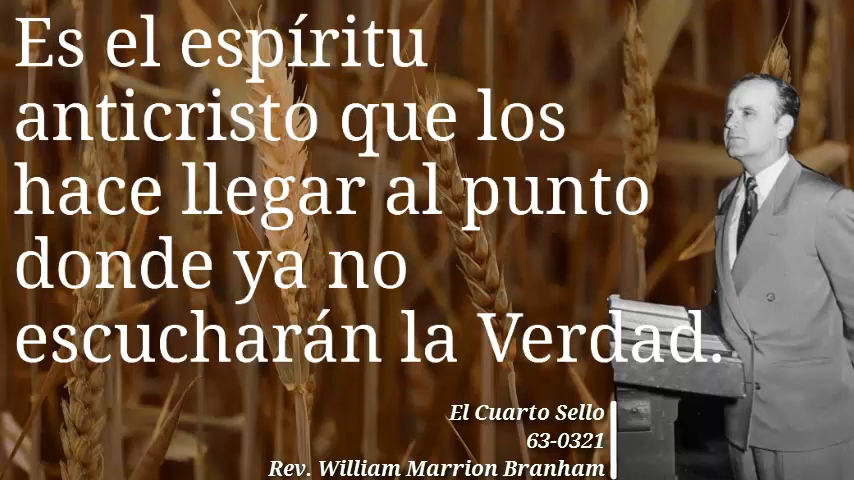 Es el espíritu
anticristo que los
hace llegar al punto
donde ya no
escucharán la Verdad.
El Cuarto Sello
63-0321
Rev. William Marrion Branham